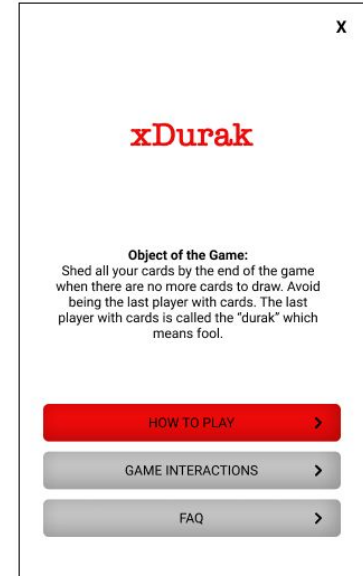 X
xDurak
Object of the Game:
Shed all your cards by the end of the game
when there are no more cards to draw. Avoid
being the last player with cards. The last
player with cards is called the “durak” which
means fool.
HOW TO PLAY >
GAME INTERACTIONS >
FAQ >